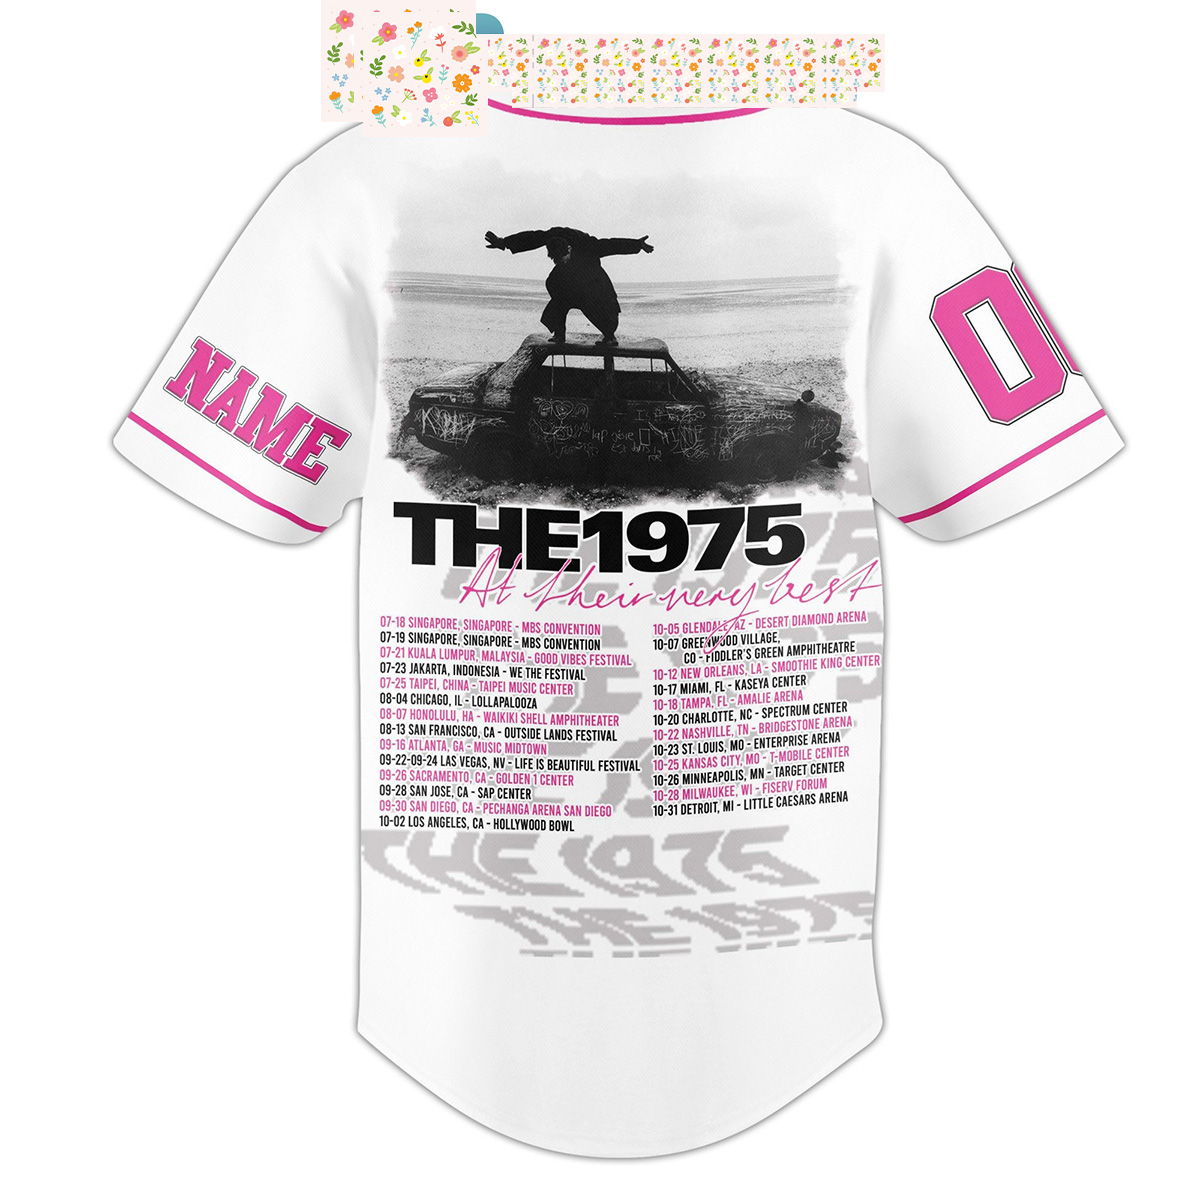 NAME
00
THE1975
At their very best
07-18 SINGAPORE, SINGAPORE - MBS CONVENTION
07-19 SINGAPORE, SINGAPORE - MBS CONVENTION
07-21 KUALA LUMPUR, MALAYSIA - GOOD VIBES FESTIVAL
07-23 JAKARTA, INDONESIA - WE THE FESTIVAL
07-25 TAIPEI, CHINA - TAIPEI MUSIC CENTER
08-04 CHICAGO, IL - LOLLAPALOOZA
08-07 HONOLULU, HA - WAIKIKI SHELL AMPHITHEATER
08-13 SAN FRANCISCO, CA - OUTSIDE LANDS FESTIVAL
09-16 ATLANTA, GA - MUSIC MIDTOWN
09-22-09-24 LAS VEGAS, NV - LIFE IS BEAUTIFUL FESTIVAL
09-26 SACRAMENTO, CA - GOLDEN 1 CENTER
09-28 SAN JOSE, CA - SAP CENTER
09-30 SAN DIEGO, CA - PECHANGA ARENA SAN DIEGO
10-02 LOS ANGELES, CA - HOLLYWOOD BOWL
10-05 GLENDALE, AZ - DESERT DIAMOND ARENA
10-07 GREENWOOD VILLAGE,
CO - FIDDLER'S GREEN AMPHITHEATRE
10-12 NEW ORLEANS, LA - SMOOTHIE KING CENTER
10-17 MIAMI, FL - KASEYA CENTER
10-18 TAMPA, FL - AMALIE ARENA
10-20 CHARLOTTE, NC - SPECTRUM CENTER
10-22 NASHVILLE, TN - BRIDGESTONE ARENA
10-23 ST. LOUIS, MO - ENTERPRISE ARENA
10-25 KANSAS CITY, MO - T-MOBILE CENTER
10-26 MINNEAPOLIS, MN - TARGET CENTER
10-28 MILWAUKEE, WI - FISERV FORUM
10-31 DETROIT, MI - LITTLE CAESARS ARENA
THE 1975
THE 1975